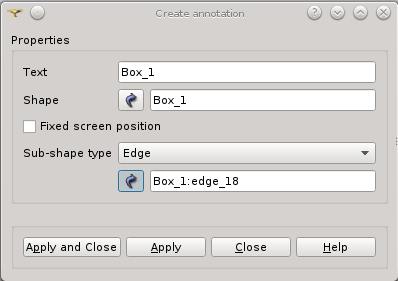 Create annotation
Properties
Text Box_1
Shape Box_1
Fixed screen position
Sub-shape type Edge
Box_1:edge_18
Apply and Close Apply Close Help